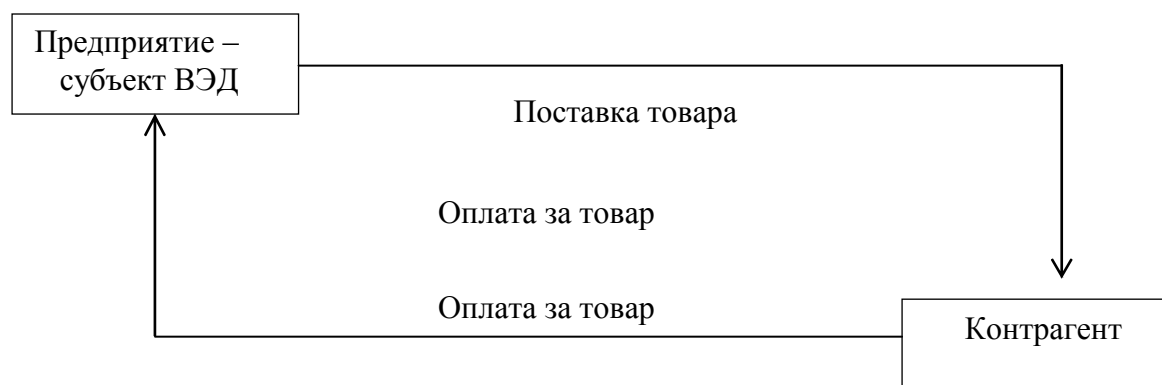 Предприятие –
субъект ВЭД
Поставка товара
Оплата за товар
Оплата за товар
Контрагент